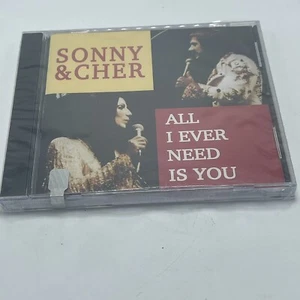 SONNY
&CHER
ALL
I EVER
NEED
IS YOU